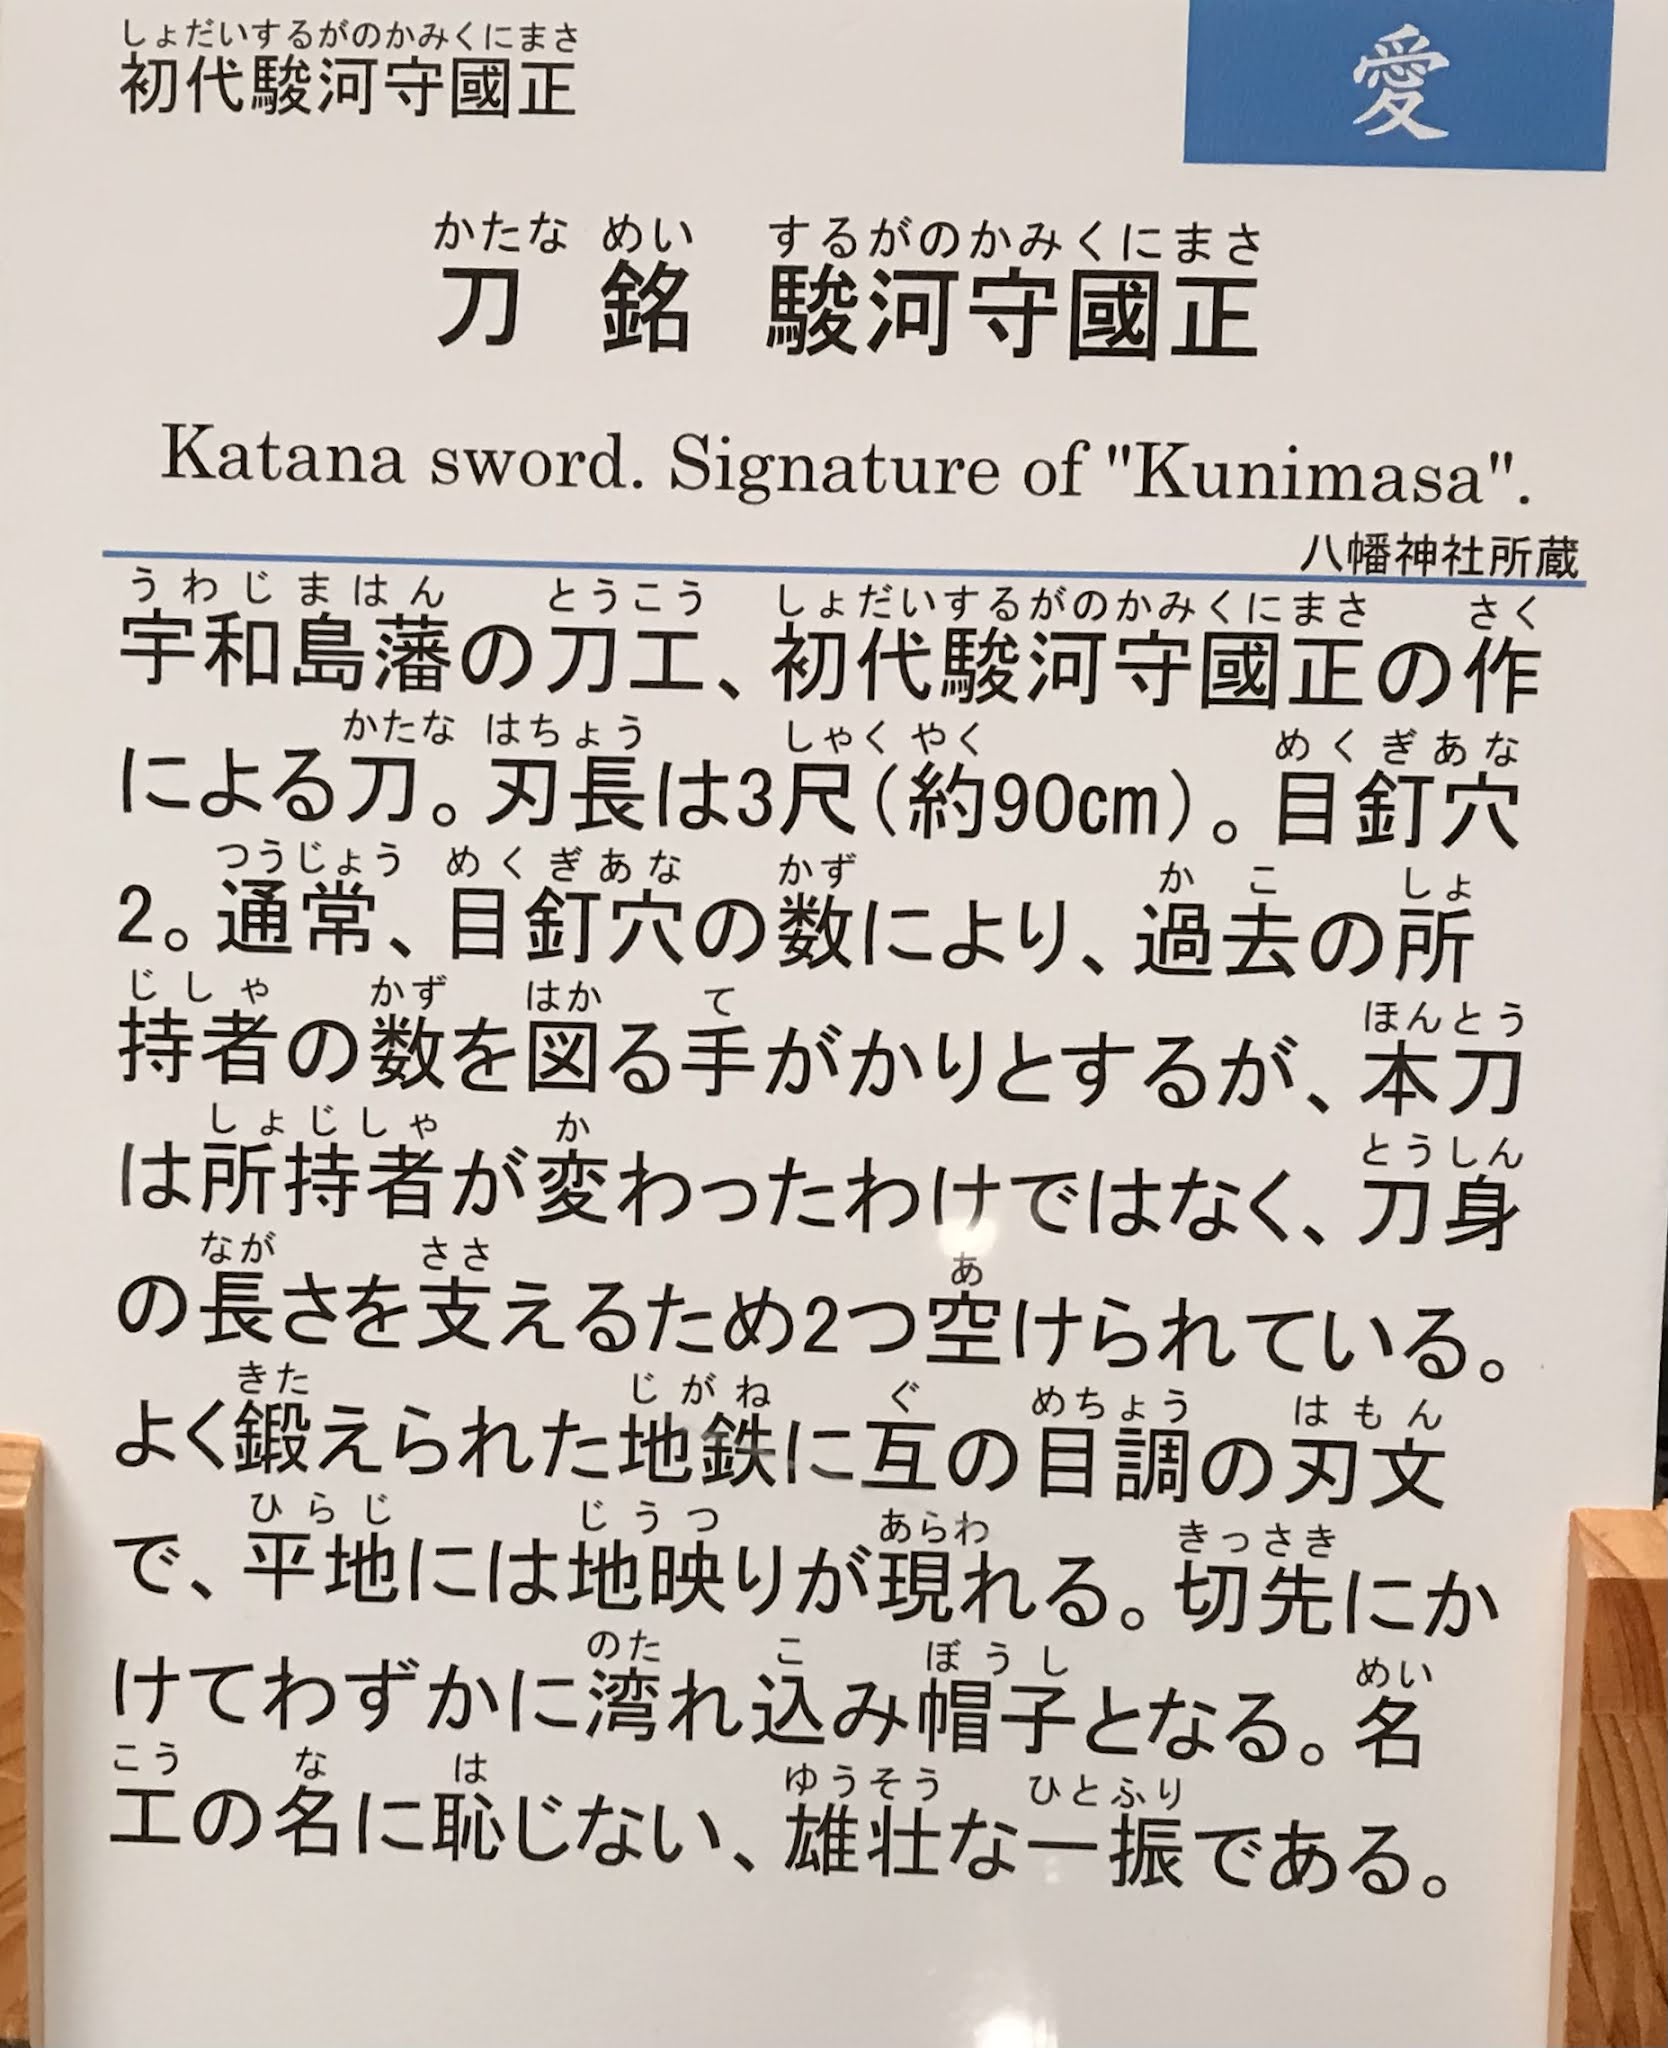 しょだいするがのかみくにまさ
初代駿河守國正
愛
かたな めい するがのかみくにまさ
刀 銘 駿河守國正
Katana sword. Signature of "Kunimasa".
八幡神社所蔵
うわじまはん とうこう しょだいするがのかみくにまさ さく
宇和島藩の刀工、初代駿河守國正の作
かたな はちょう しゃく やく めくぎあな
による刀。刃長は3尺(約90cm)。目釘穴
つうじょう めくぎあな かず かこ しょ
2。通常、目釘穴の数により、過去の所
じしゃ かず はか て ほんとう
持者の数を図る手がかりとするが、本刀
しょじしゃ か とうしん
は所持者が変わったわけではなく、刀身
なが ささ あ
の長さを支えるため2つ空けられている。
きた じがね ぐ めちょう はもん
よく鍛えられた地鉄に互の目調の刃文
ひらじ じうつ あらわ きっさき
で、平地には地映りが現れる。切先にか
のた こ ぼうし めい
けてわずかに湾れ込み帽子となる。名
こう な は ゆうそう ひとふり
工の名に恥じない、雄壮な一振である。